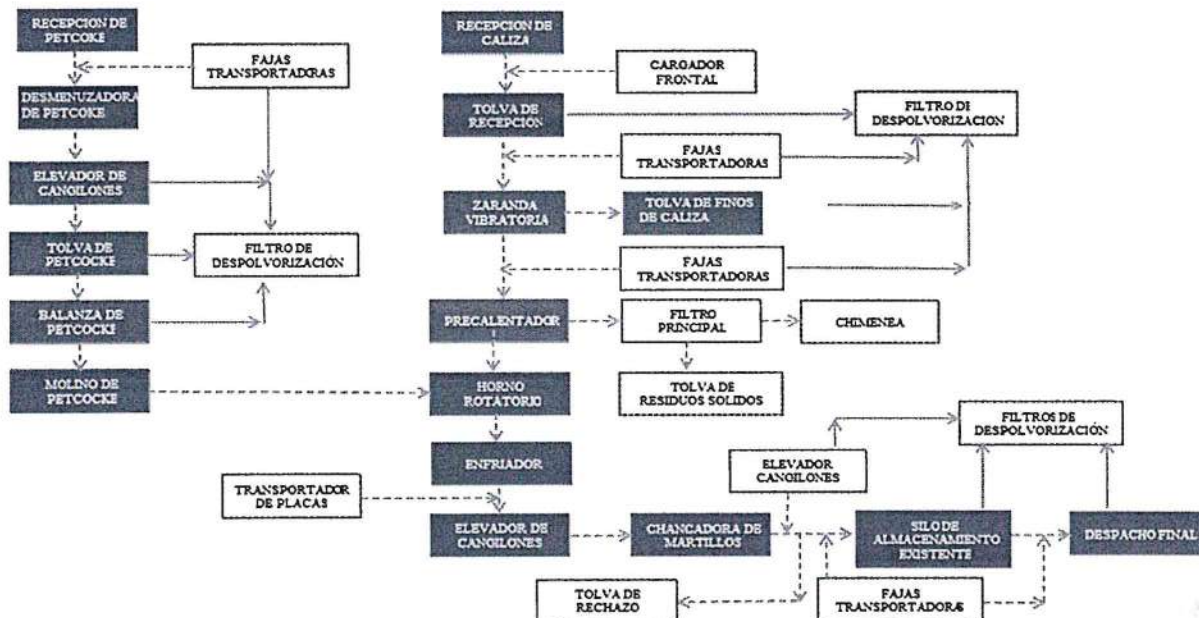 RECEPCION DE
PETCOKE
FAJAS
TRANSPORTADORAS
DESMENUZADORA
DE PETCOKE
ELEVADOR DE
CANGILONES
TOLVA DE
PETCOCKE
FILTRO DE
DESPOLVORIZACIÓN
BALANZA DE
PETCOCKE
MOLINO DE
PETCOCKE
RECEPCION DE
CALIZA
CARGADOR
FRONTAL
TOLVA DE
RECEPCIÓN
FILTRO DE
DESPOLVORIZACIÓN
FAJAS
TRANSPORTADORAS
ZARANDA
VIBRATORIA
TOLVA DE FINOS
DE CALIZA
FAJAS
TRANSPORTADORAS
PRECALENTADOR
FILTRO
PRINCIPAL
CHIMENEA
HORNO
ROTATORIO
TOLVA DE
RESIDUOS SOLIDOS
FILTROS DE
DESPOLVORIZACIÓN
ENFRIADOR
ELEVADOR
CANGILONES
TRANSPORTADOR
DE PLACAS
ELEVADOR DE
CANGILONES
CHANCADORA DE
MARTILLOS
SILO DE
ALMACENAMIENTO
EXISTENTE
DESPACHO FINAL
TOLVA DE
RECHAZO
FAJAS
TRANSPORTADORAS